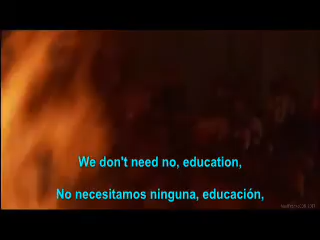 We don't need no, education,
No necesitamos ninguna, educación,